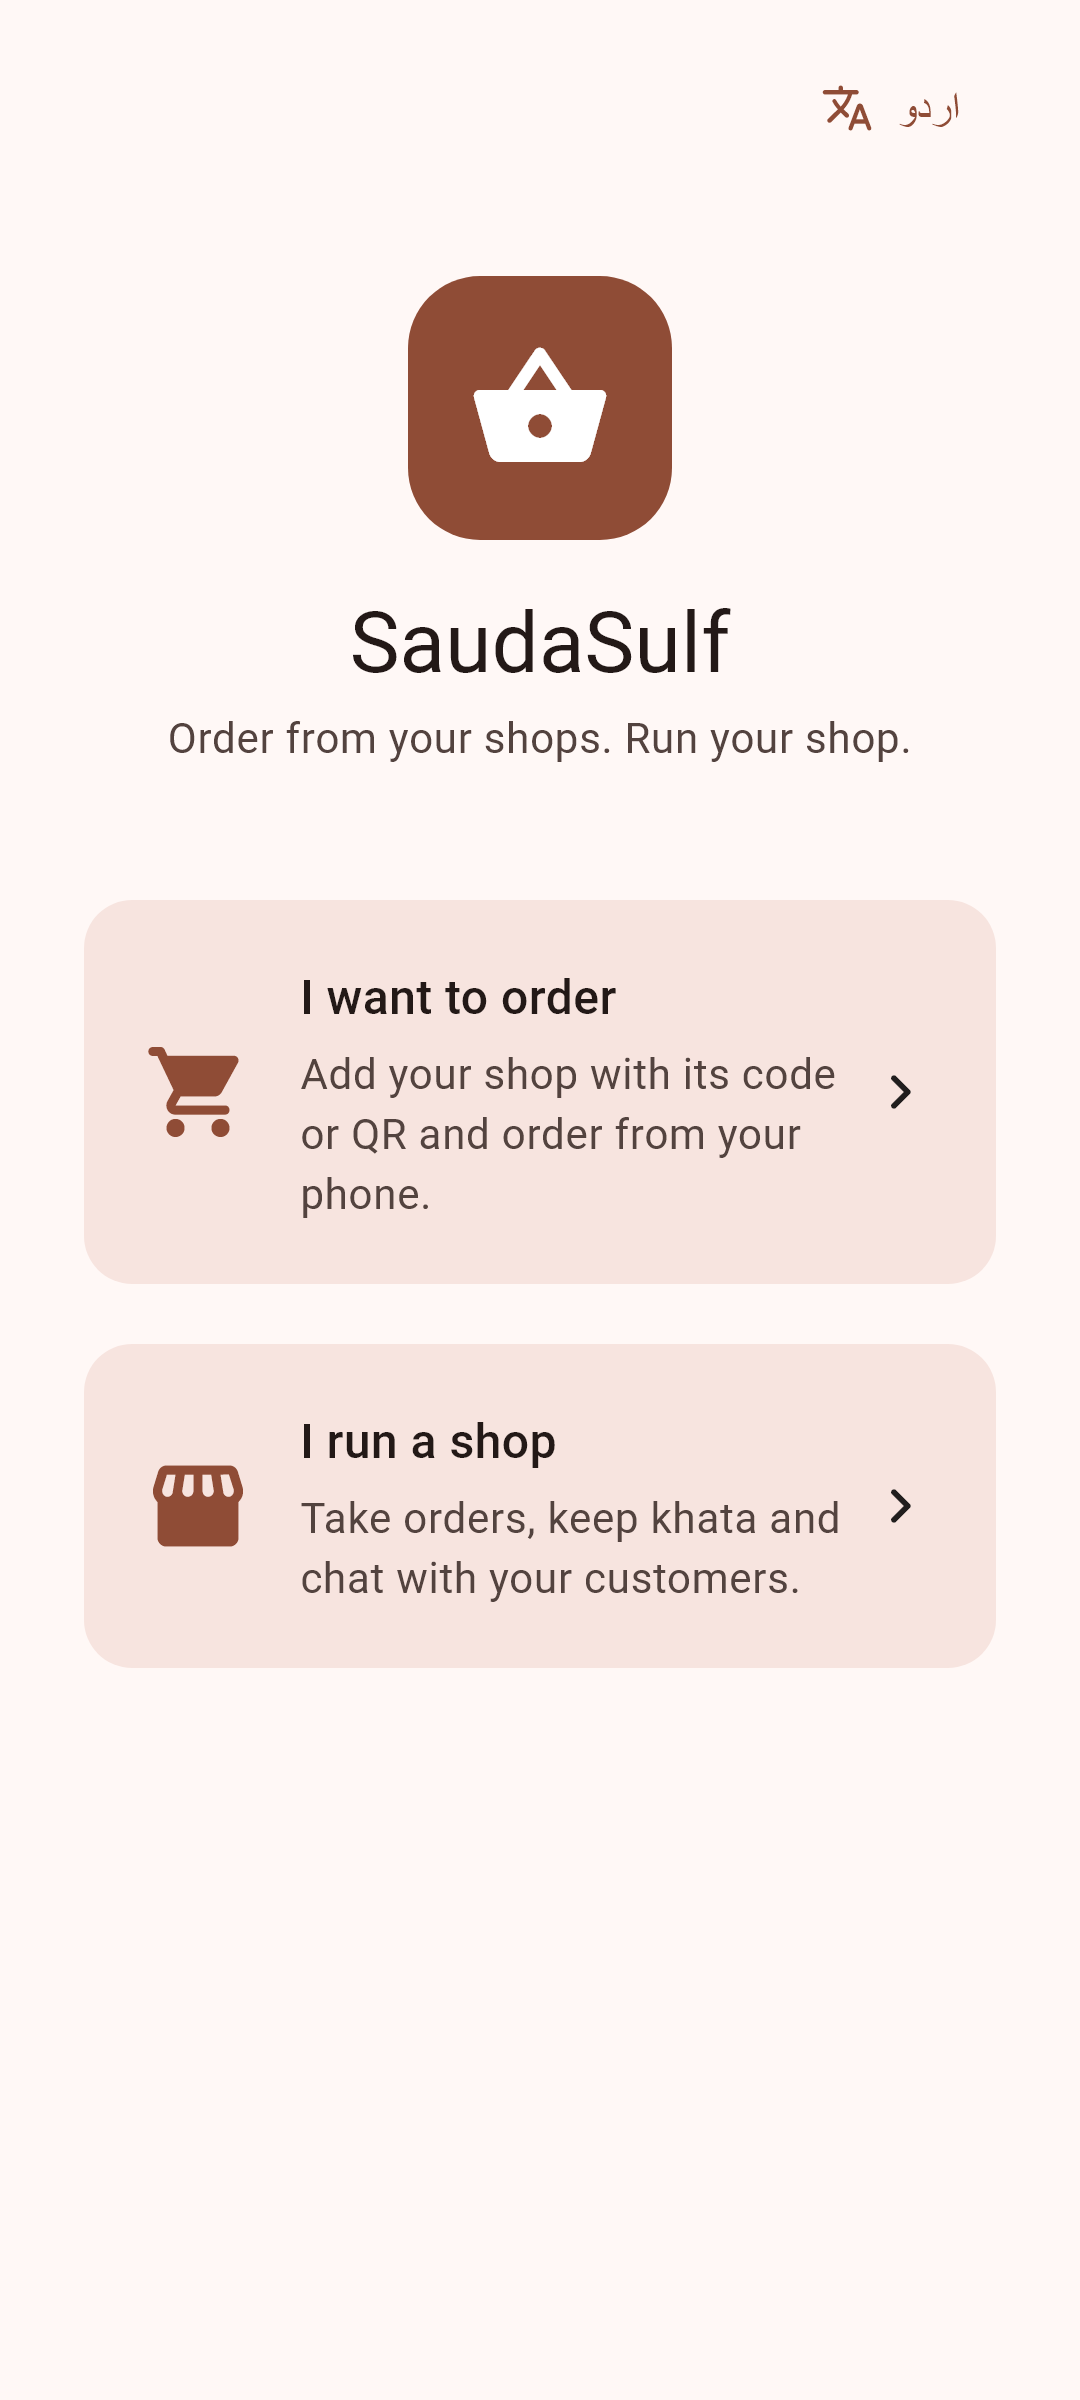 اردو
SaudaSulf
Order from your shops. Run your shop.
I want to order
Add your shop with its code
or QR and order from your
phone.
I run a shop
Take orders, keep khata and
chat with your customers.